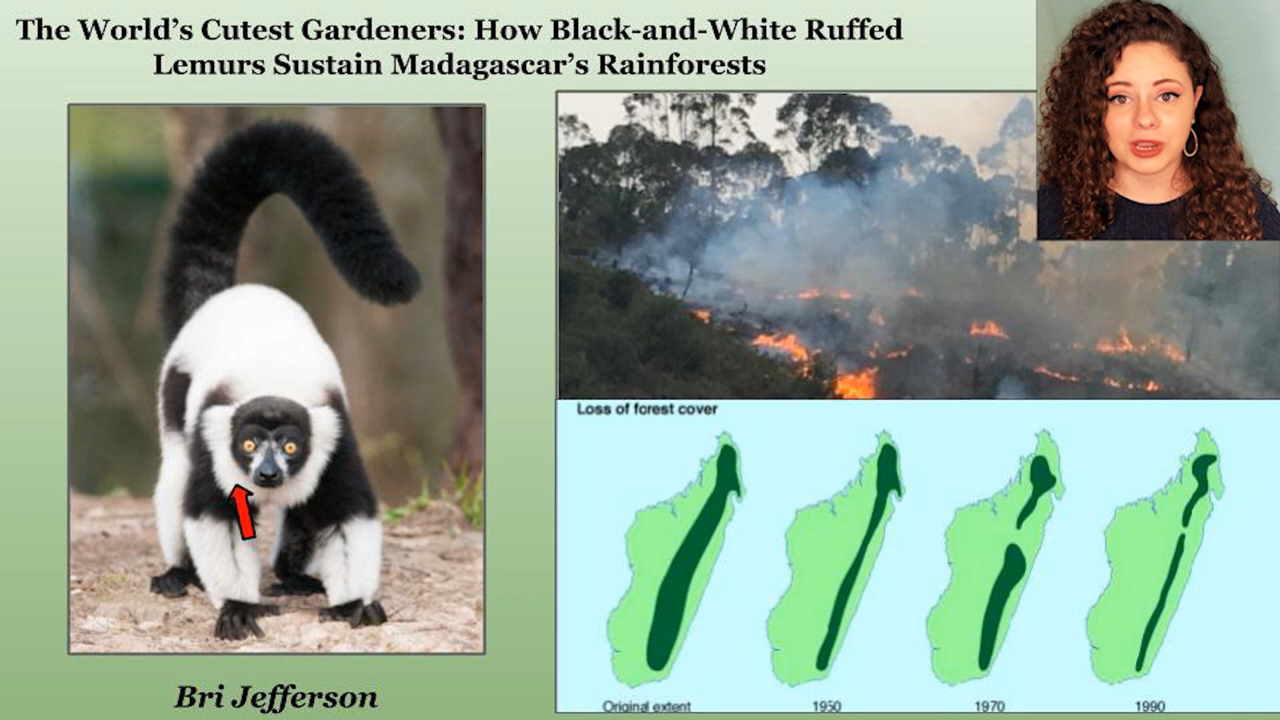 The World’s Cutest Gardeners: How Black-and-White Ruffed
Lemurs Sustain Madagascar’s Rainforests
Loss of forest cover
Original extent
1950
1970
1990
Bri Jefferson